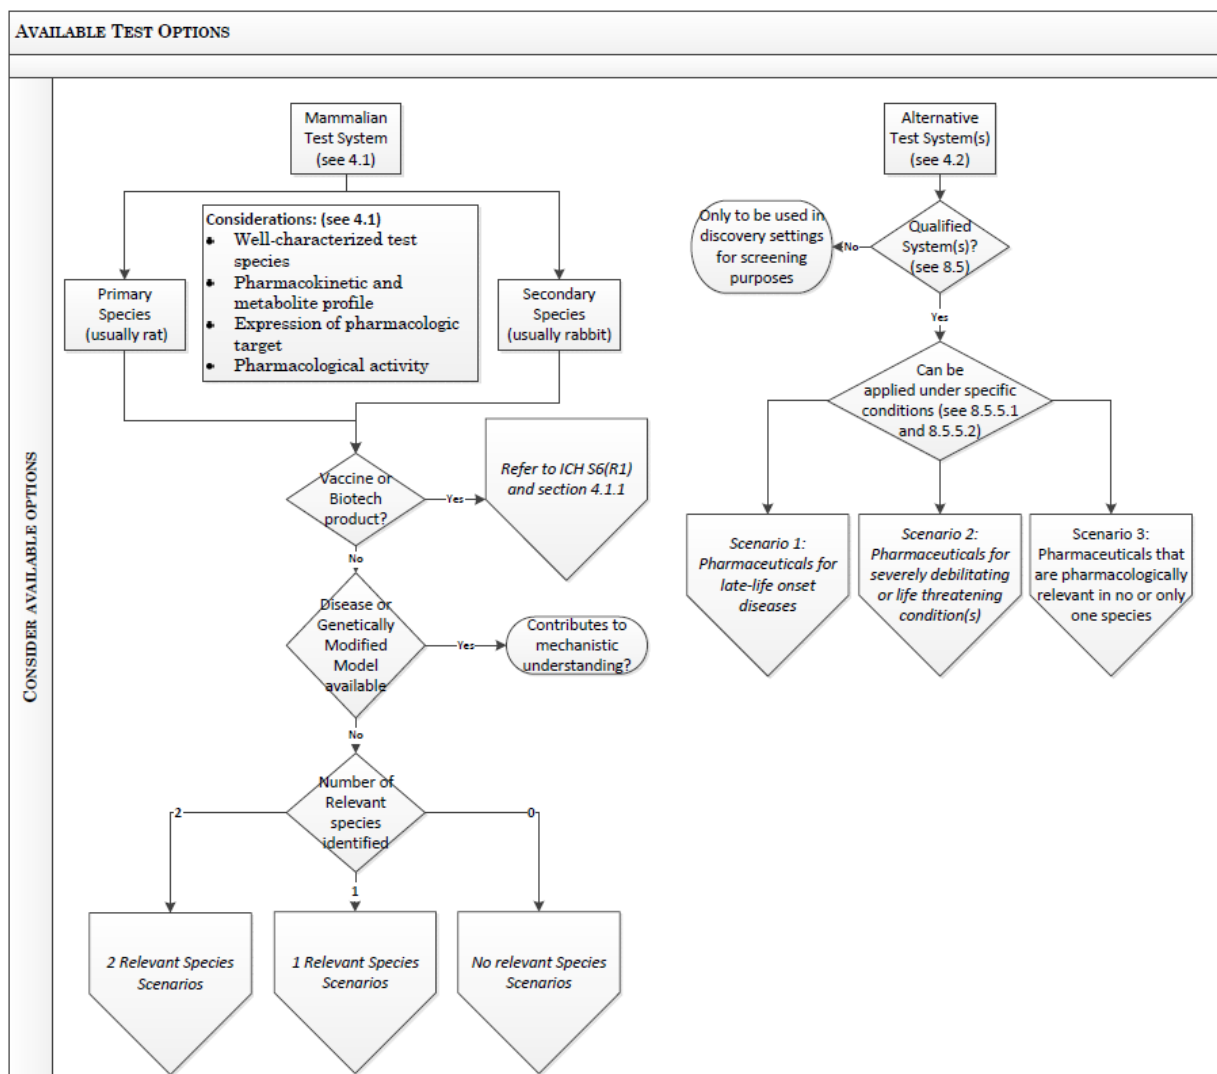 AVAILABLE TEST OPTIONS
CONSIDER AVAILABLE OPTIONS
Mammalian
Test System
(see 4.1)
Considerations: (see 4.1)
• Well-characterized test
species
• Pharmacokinetic and
metabolite profile
• Expression of pharmacologic
target
• Pharmacological activity
Primary
Species
(usually rat)
Secondary
Species
(usually rabbit)
Vaccine or
Biotech
product?
Yes
Refer to ICH S6(R1)
and section 4.1.1
No
Disease or
Genetically
Modified
Model
available
Yes
Contributes to
mechanistic
understanding?
No
Number of
Relevant
species
identified
2
1
0
2 Relevant Species
Scenarios
1 Relevant Species
Scenarios
No relevant Species
Scenarios
Alternative
Test System(s)
(see 4.2)
Qualified
System(s)?
(see 8.5)
No
Only to be used in
discovery settings
for screening
purposes
Yes
Can be
applied under specific
conditions (see 8.5.5.1
and 8.5.5.2)
Scenario 1:
Pharmaceuticals for
late-life onset
diseases
Scenario 2:
Pharmaceuticals for
severely debilitating
or life threatening
condition(s)
Scenario 3:
Pharmaceuticals that
are pharmacologically
relevant in no or only
one species